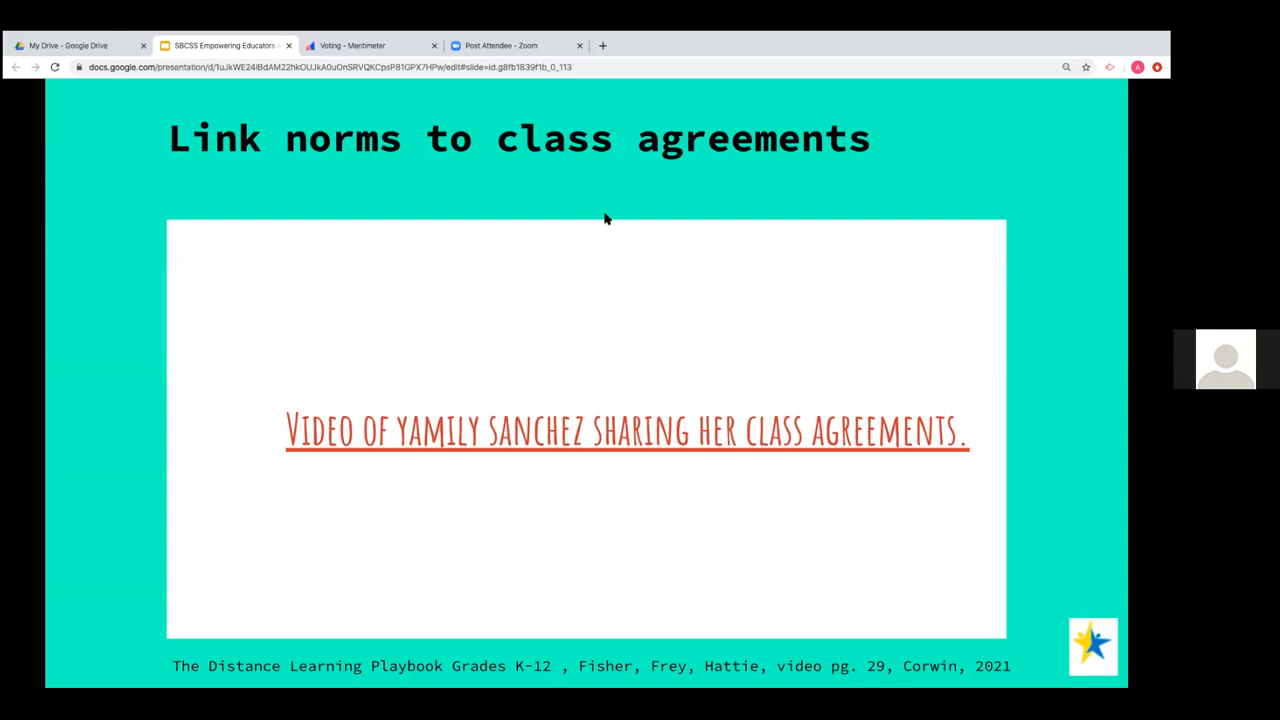 My Drive - Google Drive
SBCSS Empowering Educators
Voting - Mentimeter
Post Attendee - Zoom
docs.google.com/presentation/d/1uJkWE24lBdAM22hkOUJkA0uOnSRVQKCpsP81GPX7HPw/edit#slide=id.g8fb1839f1b_0_113
A
Link norms to class agreements
Video of yamily sanchez sharing her class agreements.
The Distance Learning Playbook Grades K-12 , Fisher, Frey, Hattie, video pg. 29, Corwin, 2021